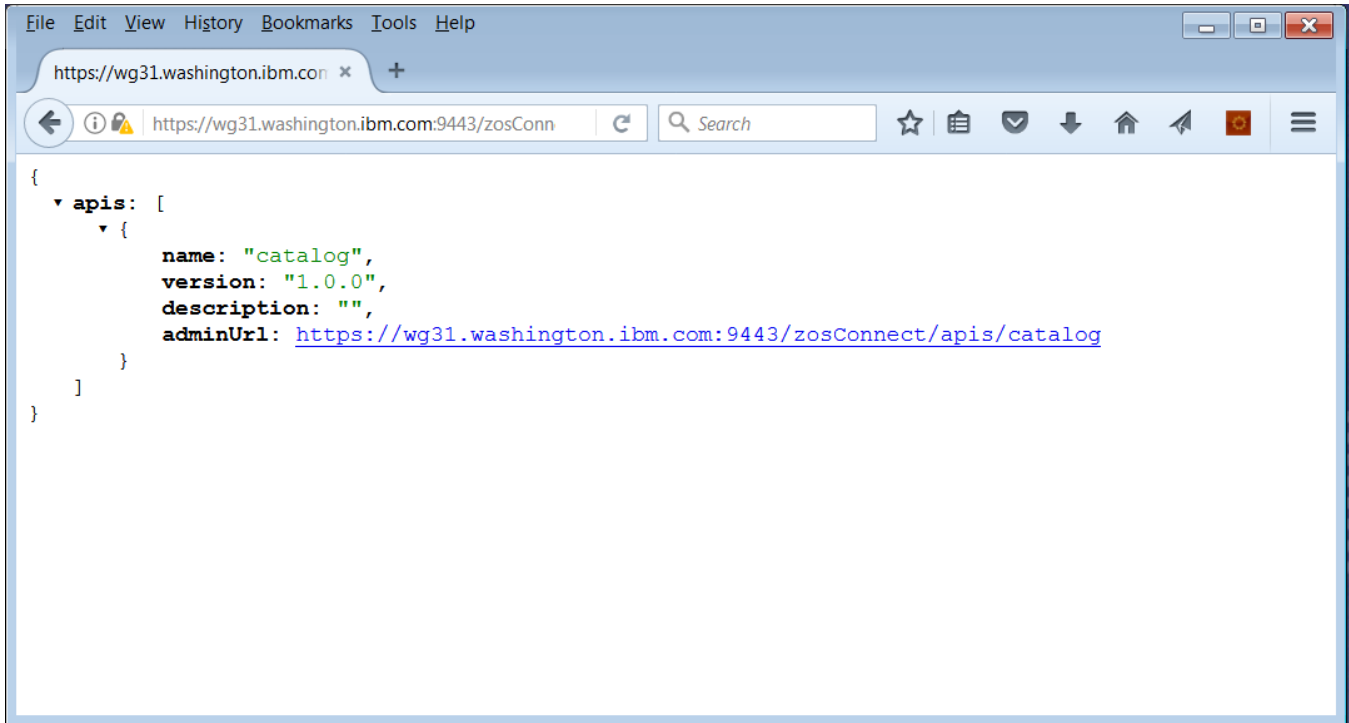 File Edit View History Bookmarks Tools Help
https://wg31.washington.ibm.con
https://wg31.washington.ibm.com:9443/zosConn
Search
{
apis: [
{
name: "catalog",
version: "1.0.0",
description: "",
adminUrl: https://wg31.washington.ibm.com:9443/zosConnect/apis/catalog
}
]
}